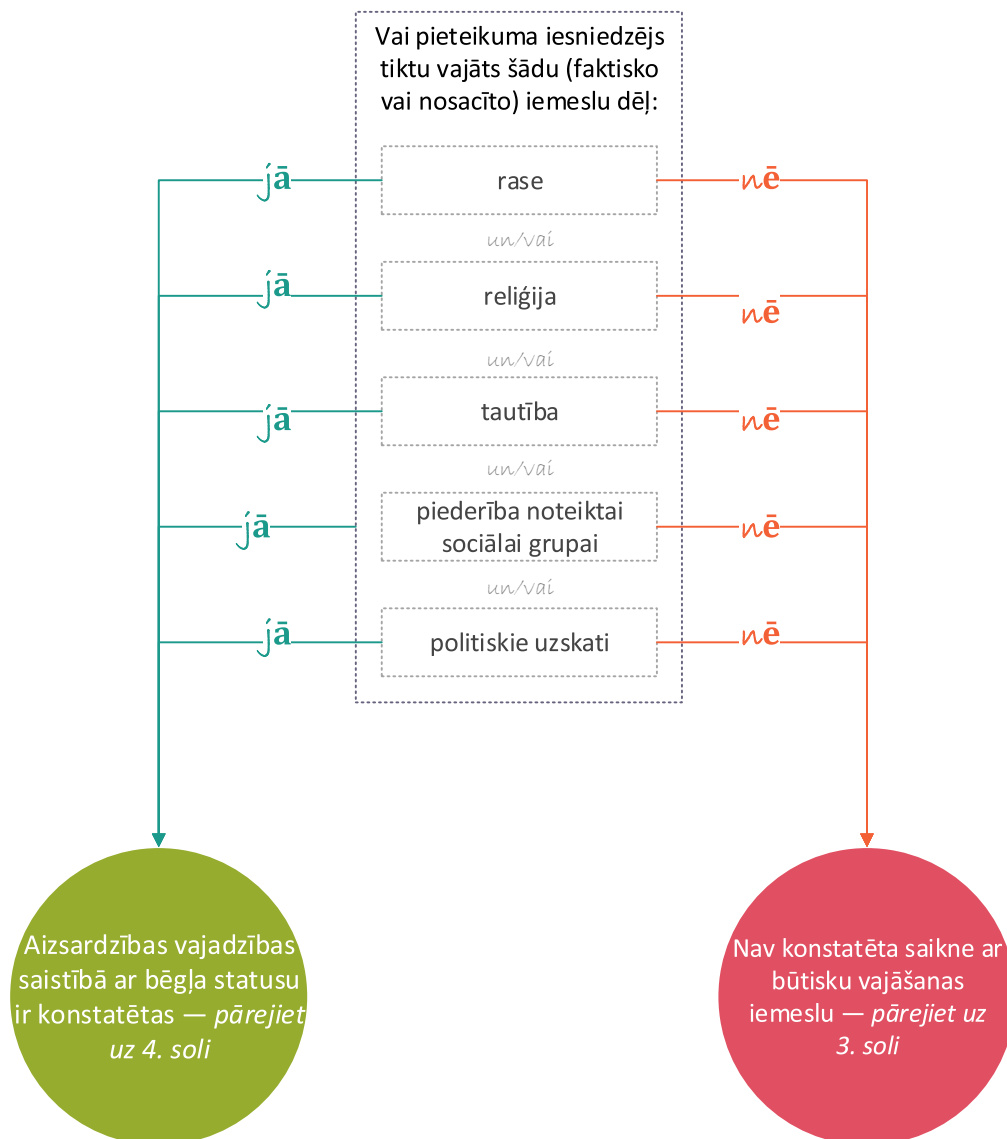 Vai pieteikuma iesniedzējs
tiktu vajāts šādu (faktisko
vai nosacīto) iemeslu dēļ:
jā
rase
nē
un/vai
jā
reliģija
nē
un/vai
jā
tautība
nē
un/vai
jā
piederība noteiktai
sociālai grupai
nē
un/vai
jā
politiskie uzskati
nē
Aizsardzības vajadzības
saistībā ar bēgļa statusu
ir konstatētas — pārejiet
uz 4. soli
Nav konstatēta saikne ar
būtisku vajāšanas
iemeslu — pārejiet uz
3. soli